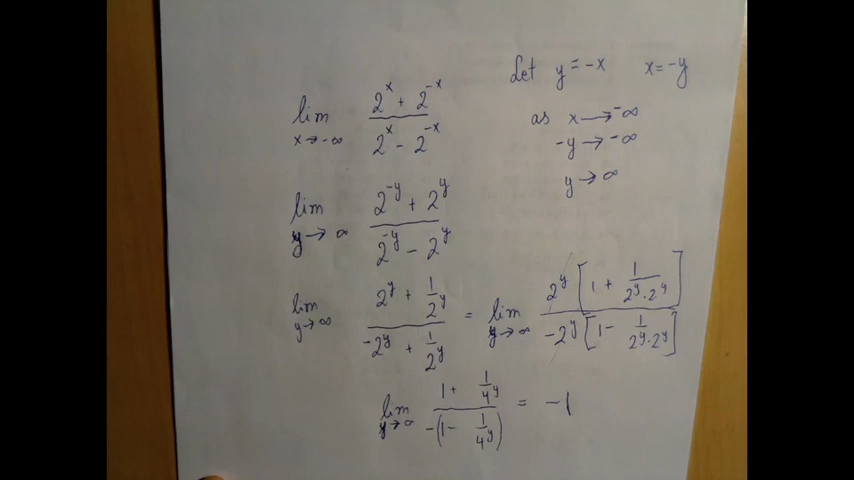 Let y = -x   x = -y
lim x→-∞ (2^x + 2^-x) / (2^x - 2^-x)
as x → -∞
-y → -∞
y → ∞
lim y→∞ (2^-y + 2^y) / (2^-y - 2^y)
lim y→∞ (2^y + 1/2^y) / (-2^y + 1/2^y) = lim y→∞ 2^y [1 + 1/(2^y · 2^y)] / -2^y [1 - 1/(2^y · 2^y)]
lim y→∞ (1 + 1/4^y) / -(1 - 1/4^y) = -1